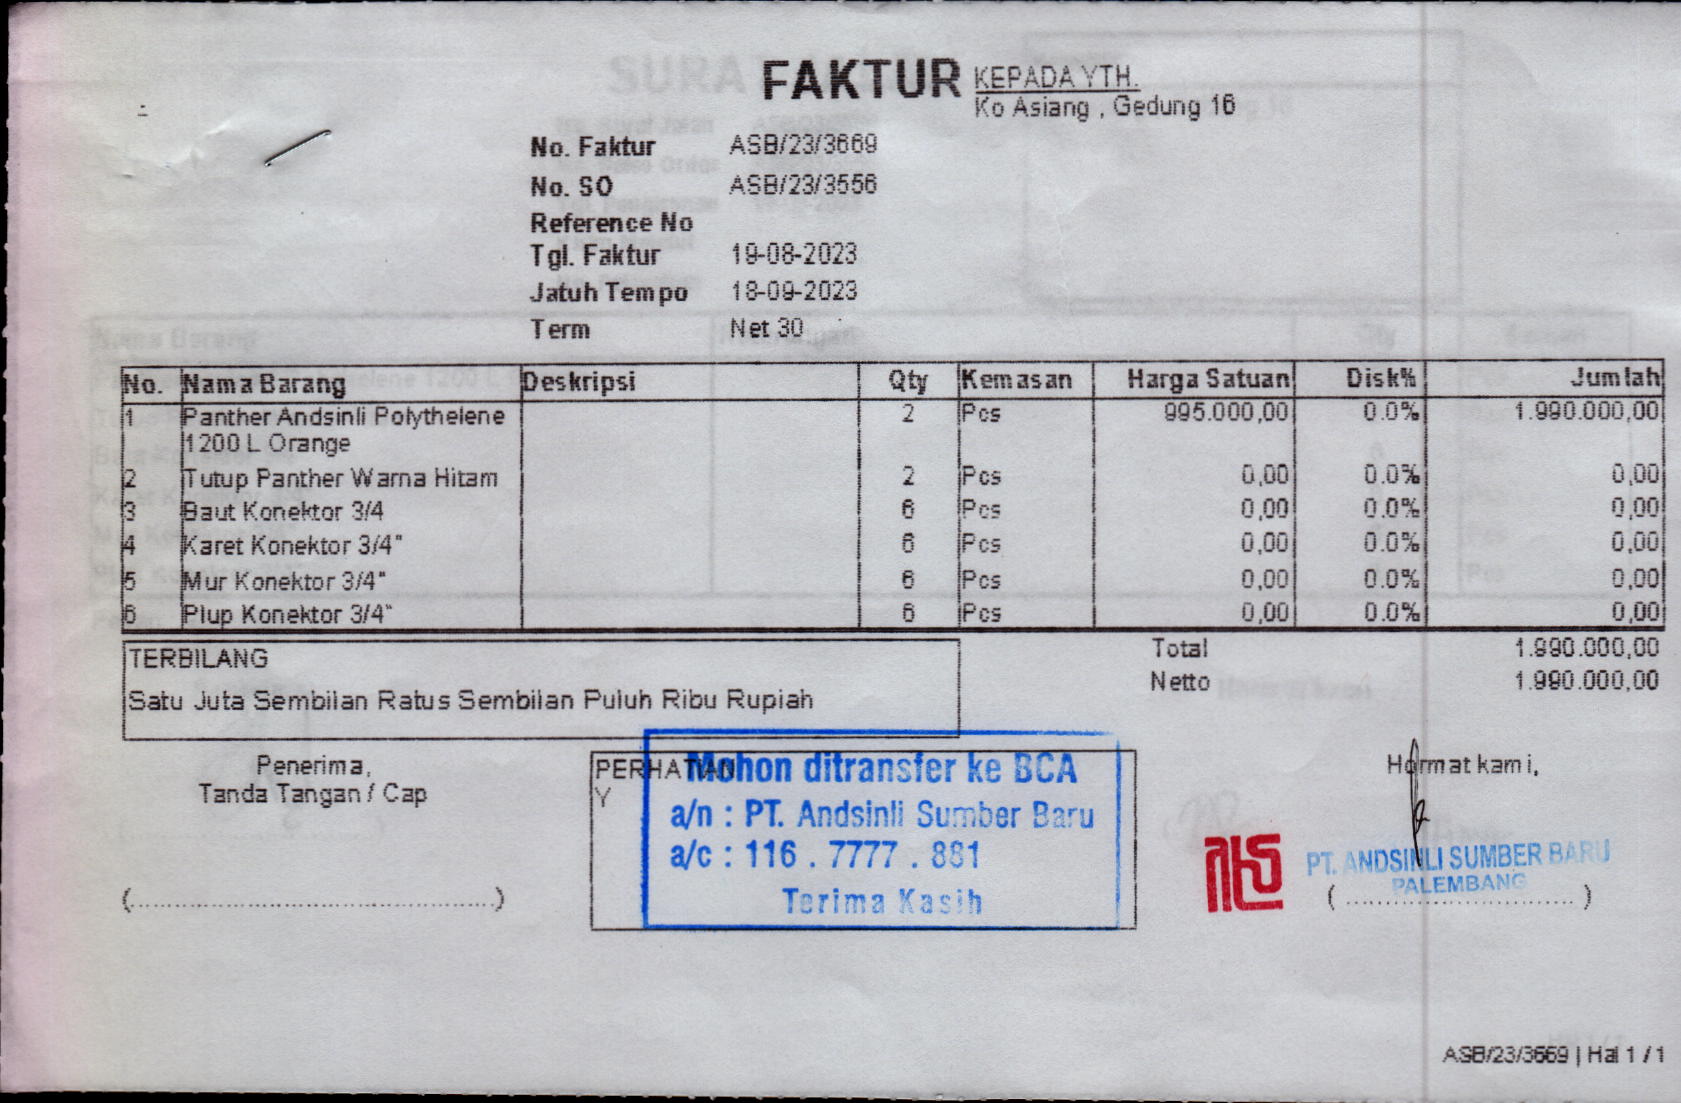 FAKTUR
KEPADA YTH.
Ko Asiang , Gedung 16
No. Faktur ASB/23/3669
No. SO ASB/23/3556
Reference No
Tgl. Faktur 19-08-2023
Jatuh Tempo 18-09-2023
Term Net 30
No. Nama Barang Deskripsi Qty Kemasan Harga Satuan Disk% Jumlah
1 Panther Andsinli Polythelene 2 Pcs 995.000,00 0.0% 1.990.000,00
1200 L Orange
2 Tutup Panther Warna Hitam 2 Pcs 0,00 0.0% 0,00
3 Baut Konektor 3/4 6 Pcs 0,00 0.0% 0,00
4 Karet Konektor 3/4" 6 Pcs 0,00 0.0% 0,00
5 Mur Konektor 3/4" 6 Pcs 0,00 0.0% 0,00
6 Plup Konektor 3/4" 6 Pcs 0,00 0.0% 0,00
TERBILANG
Satu Juta Sembilan Ratus Sembilan Puluh Ribu Rupiah
Total 1.990.000,00
Netto 1.990.000,00
Penerima,
Tanda Tangan / Cap
(..........................................)
PERHATIAN
Y
Mohon ditransfer ke BCA
a/n : PT. Andsinli Sumber Baru
a/c : 116 . 7777 . 881
Terima Kasih
Hormat kami,
PT. ANDSINLI SUMBER BARU
PALEMBANG
(............................)
ASB/23/3669 | Hal 1 / 1